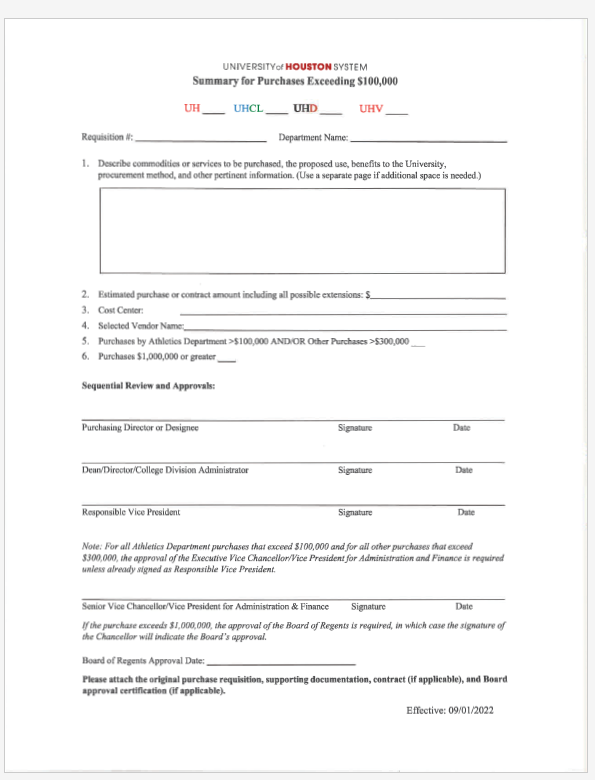 UNIVERSITY of HOUSTON SYSTEM
Summary for Purchases Exceeding $100,000
UH ____ UHCL ____ UHD ____ UHV ____
Requisition #: ____ Department Name: ____
1. Describe commodities or services to be purchased, the proposed use, benefits to the University,
procurement method, and other pertinent information. (Use a separate page if additional space is needed.)
2. Estimated purchase or contract amount including all possible extensions: $____
3. Cost Center: ____
4. Selected Vendor Name: ____
5. Purchases by Athletics Department >$100,000 AND/OR Other Purchases >$300,000 ___
6. Purchases $1,000,000 or greater ____
Sequential Review and Approvals:
Purchasing Director or Designee Signature Date
Dean/Director/College Division Administrator Signature Date
Responsible Vice President Signature Date
Note: For all Athletics Department purchases that exceed $100,000 and for all other purchases that exceed
$300,000, the approval of the Executive Vice Chancellor/Vice President for Administration and Finance is required
unless already signed as Responsible Vice President.
Senior Vice Chancellor/Vice President for Administration & Finance Signature Date
If the purchase exceeds $1,000,000, the approval of the Board of Regents is required, in which case the signature of
the Chancellor will indicate the Board's approval.
Board of Regents Approval Date: ____
Please attach the original purchase requisition, supporting documentation, contract (if applicable), and Board
approval certification (if applicable).
Effective: 09/01/2022